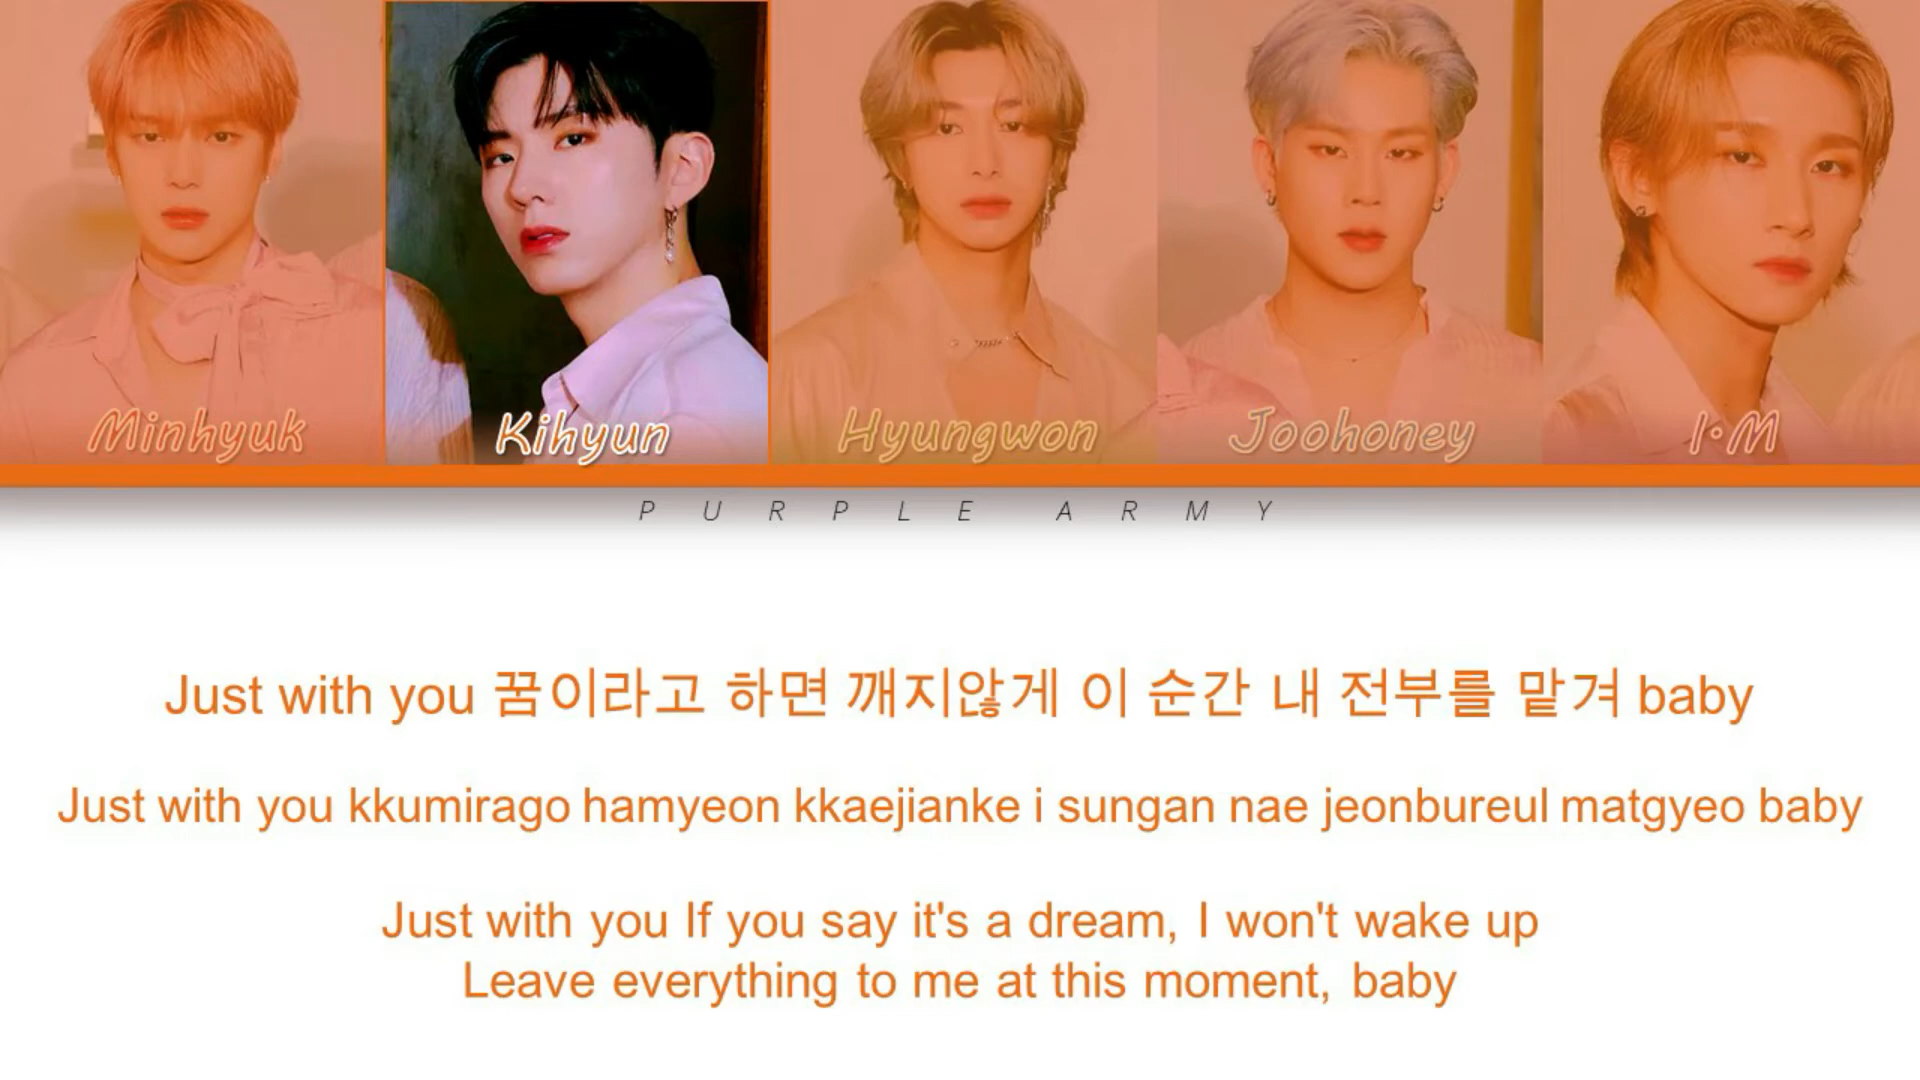 Minhyuk Kihyun Hyungwon Joohoney I•M
PURPLE ARMY
Just with you 꿈이라고 하면 깨지않게 이 순간 내 전부를 맡겨 baby
Just with you kkumirago hamyeon kkaejianke i sungan nae jeonbureul matgyeo baby
Just with you If you say it's a dream, I won't wake up
Leave everything to me at this moment, baby